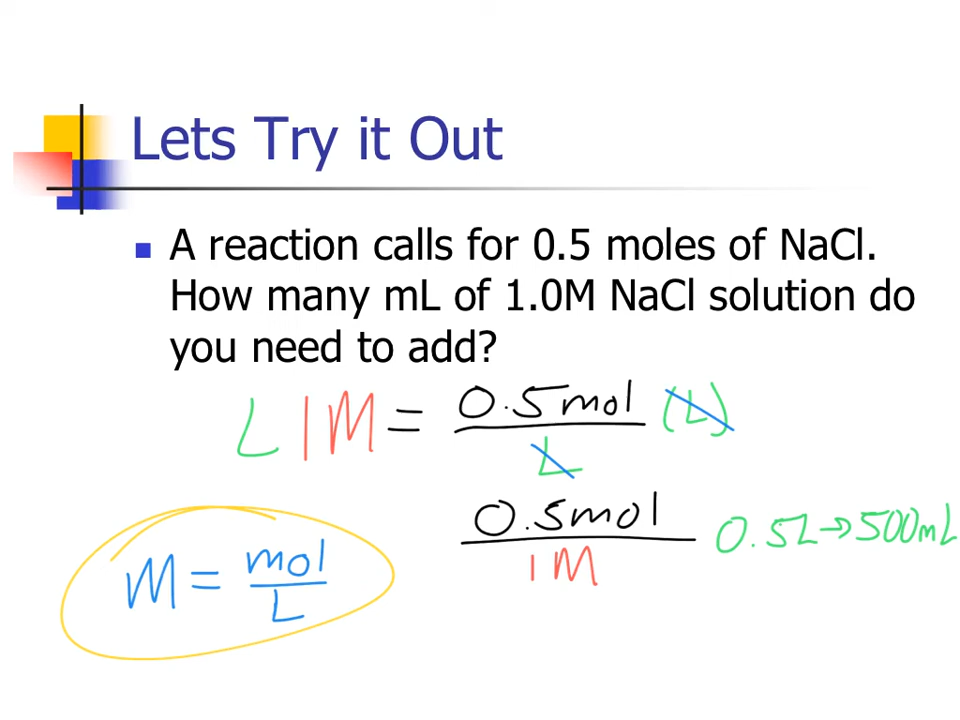 Lets Try it Out
A reaction calls for 0.5 moles of NaCl.
How many mL of 1.0M NaCl solution do
you need to add?
L 1M = 0.5mol / L (L)
0.5mol / 1M 0.5L → 500mL
M = mol / L